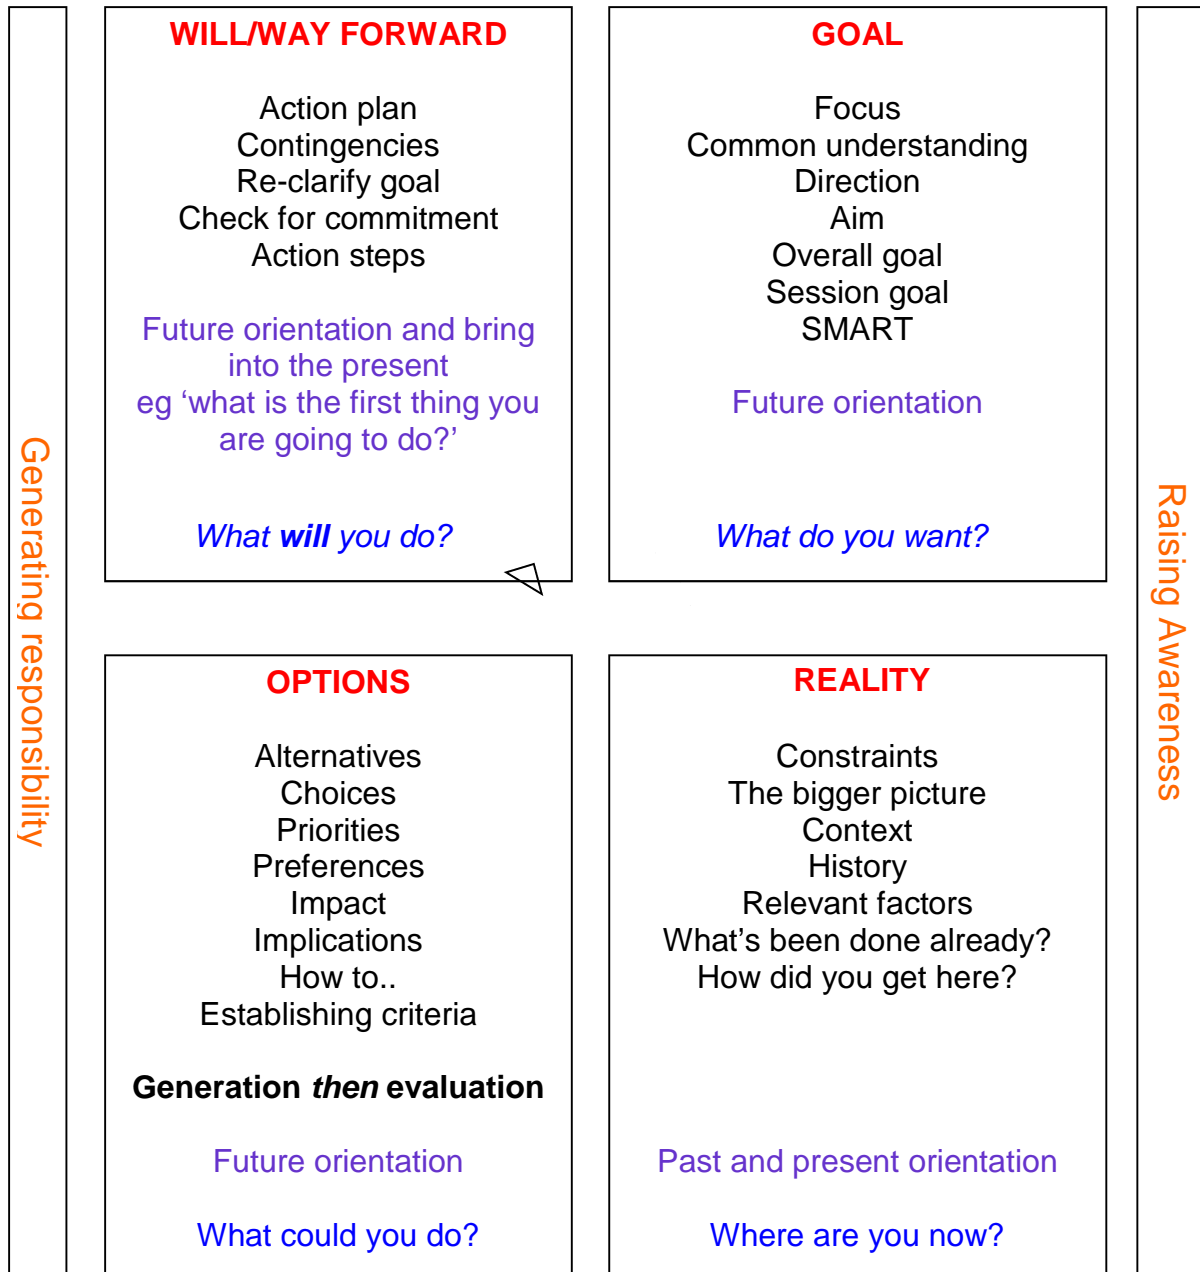 Generating responsibility
WILL/WAY FORWARD
Action plan
Contingencies
Re-clarify goal
Check for commitment
Action steps
Future orientation and bring
into the present
eg ‘what is the first thing you
are going to do?’
What will you do?
GOAL
Focus
Common understanding
Direction
Aim
Overall goal
Session goal
SMART
Future orientation
What do you want?
OPTIONS
Alternatives
Choices
Priorities
Preferences
Impact
Implications
How to..
Establishing criteria
Generation then evaluation
Future orientation
What could you do?
REALITY
Constraints
The bigger picture
Context
History
Relevant factors
What’s been done already?
How did you get here?
Past and present orientation
Where are you now?
Raising Awareness